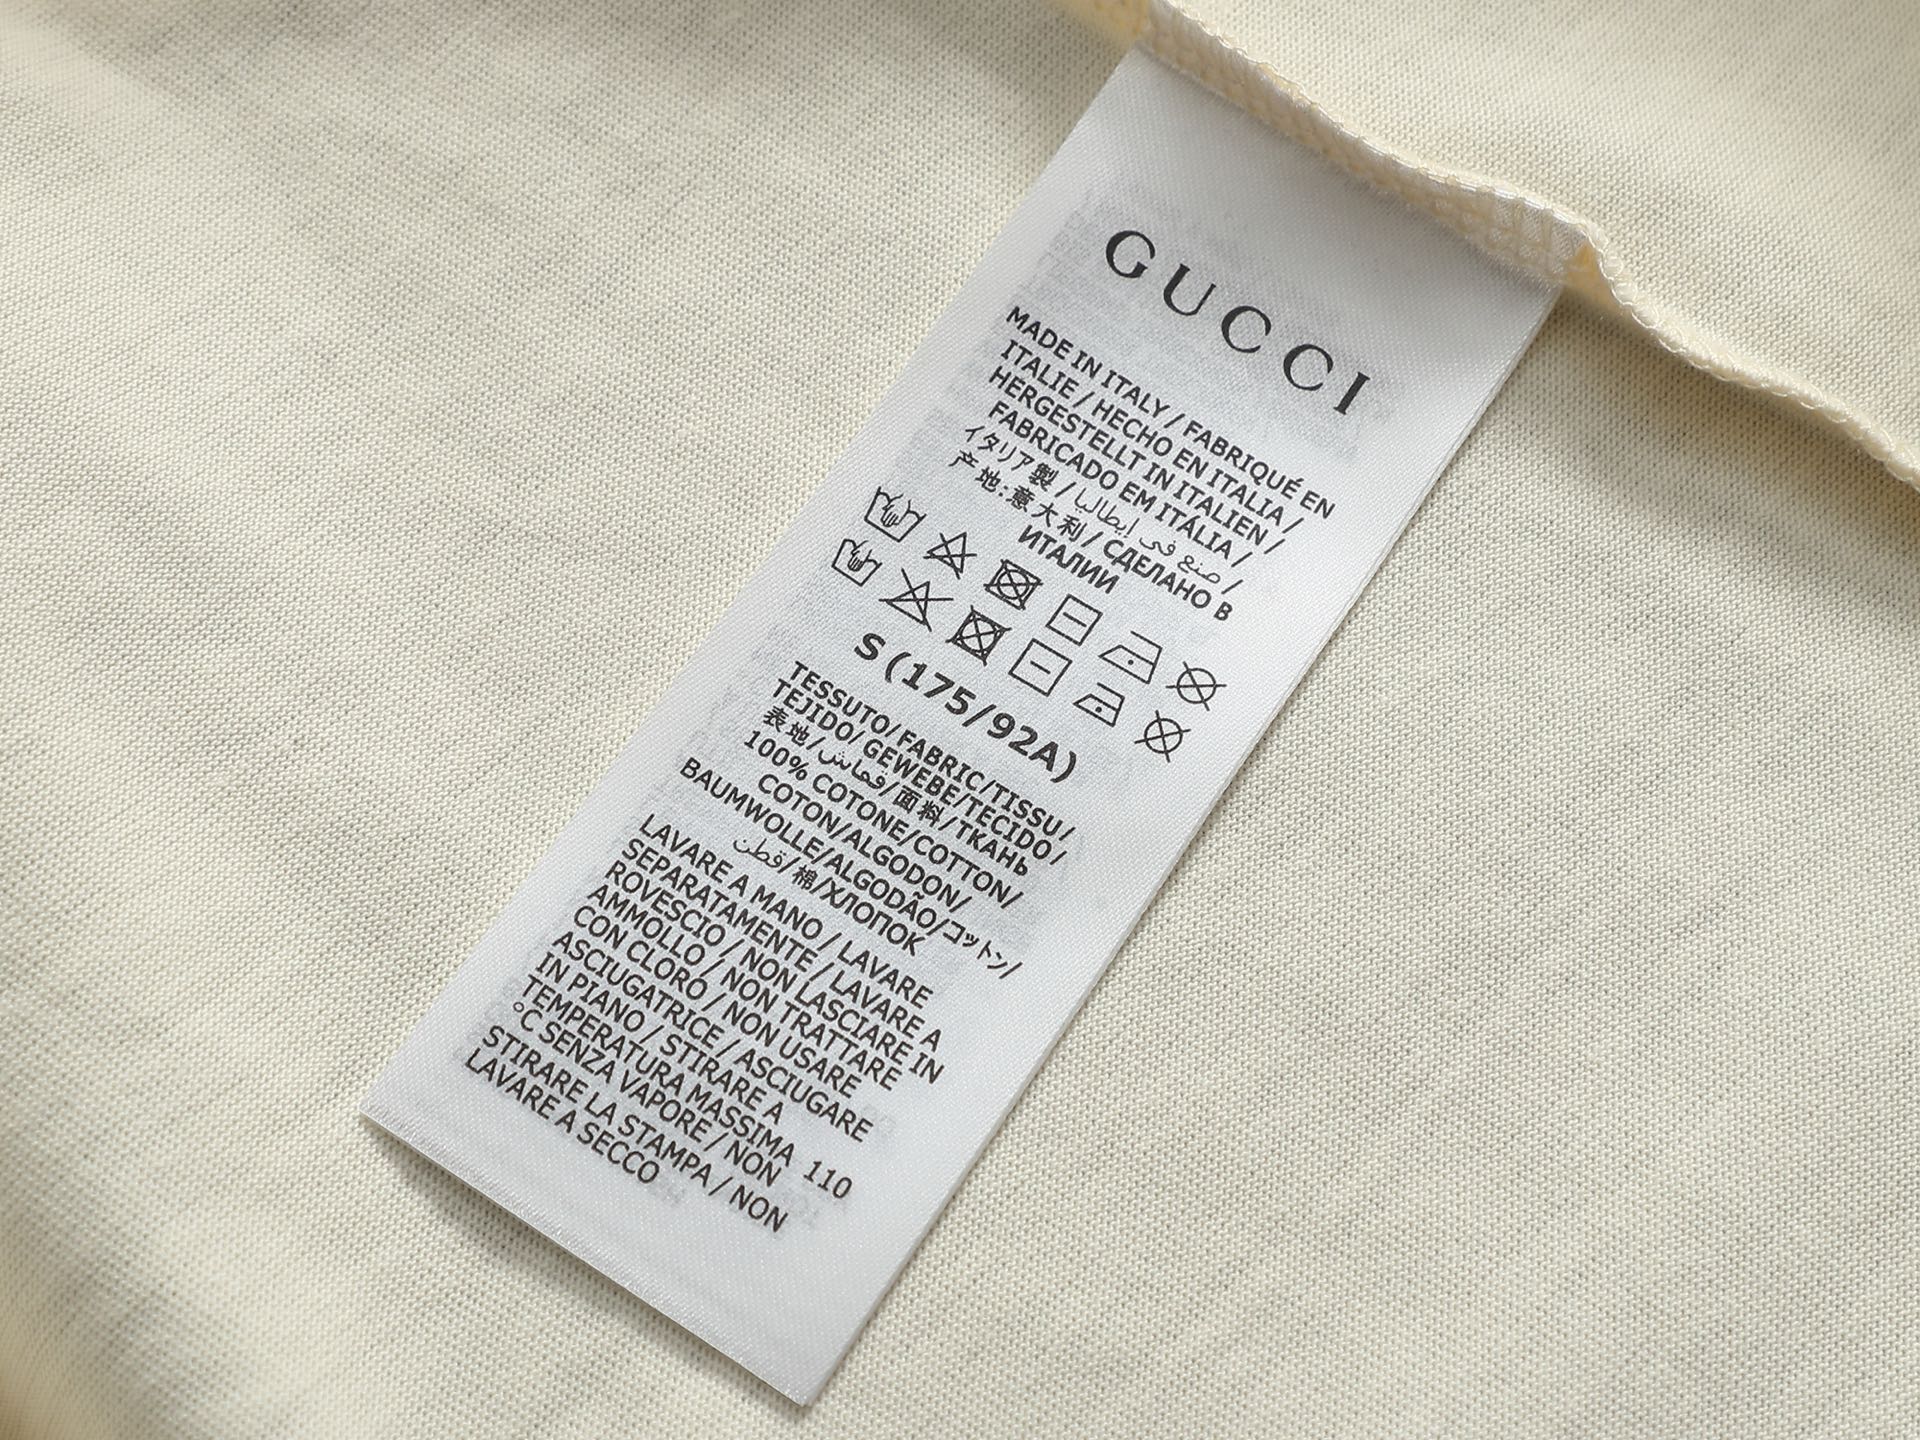 GUCCI
MADE IN ITALY / FABRIQUÉ EN
ITALIE / HECHO EN ITALIA /
HERGESTELLT IN ITALIEN /
FABRICADO EM ITÁLIA /
イタリア製 / صنع في إيطاليا /
产地:意大利 / СДЕЛАНО В
ИТАЛИИ
S (175/92A)
TESSUTO/FABRIC/TISSU/
TEJIDO/GEWEBE/TECIDO/
表地/قماش/面料/ТКАНЬ
100% COTONE/COTTON/
COTON/ALGODON/
BAUMWOLLE/ALGODÃO/コットン/
قطن/棉/ХЛОПОК
LAVARE A MANO / LAVARE
SEPARATAMENTE / LAVARE A
ROVESCIO / NON LASCIARE IN
AMMOLLO / NON TRATTARE
CON CLORO / NON USARE
ASCIUGATRICE / ASCIUGARE
IN PIANO / STIRARE A
TEMPERATURA MASSIMA 110
°C SENZA VAPORE / NON
STIRARE LA STAMPA / NON
LAVARE A SECCO